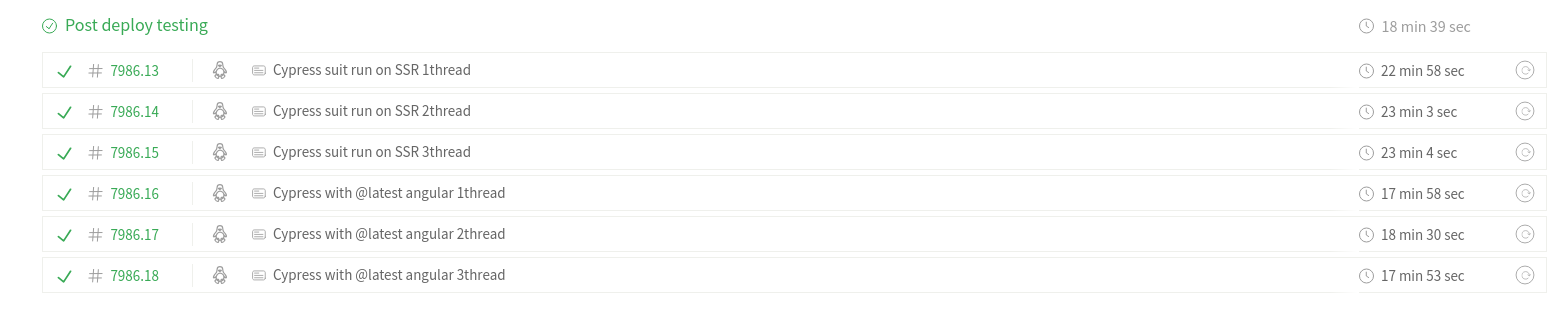 Post deploy testing 18 min 39 sec
# 7986.13 Cypress suit run on SSR 1thread 22 min 58 sec
# 7986.14 Cypress suit run on SSR 2thread 23 min 3 sec
# 7986.15 Cypress suit run on SSR 3thread 23 min 4 sec
# 7986.16 Cypress with @latest angular 1thread 17 min 58 sec
# 7986.17 Cypress with @latest angular 2thread 18 min 30 sec
# 7986.18 Cypress with @latest angular 3thread 17 min 53 sec